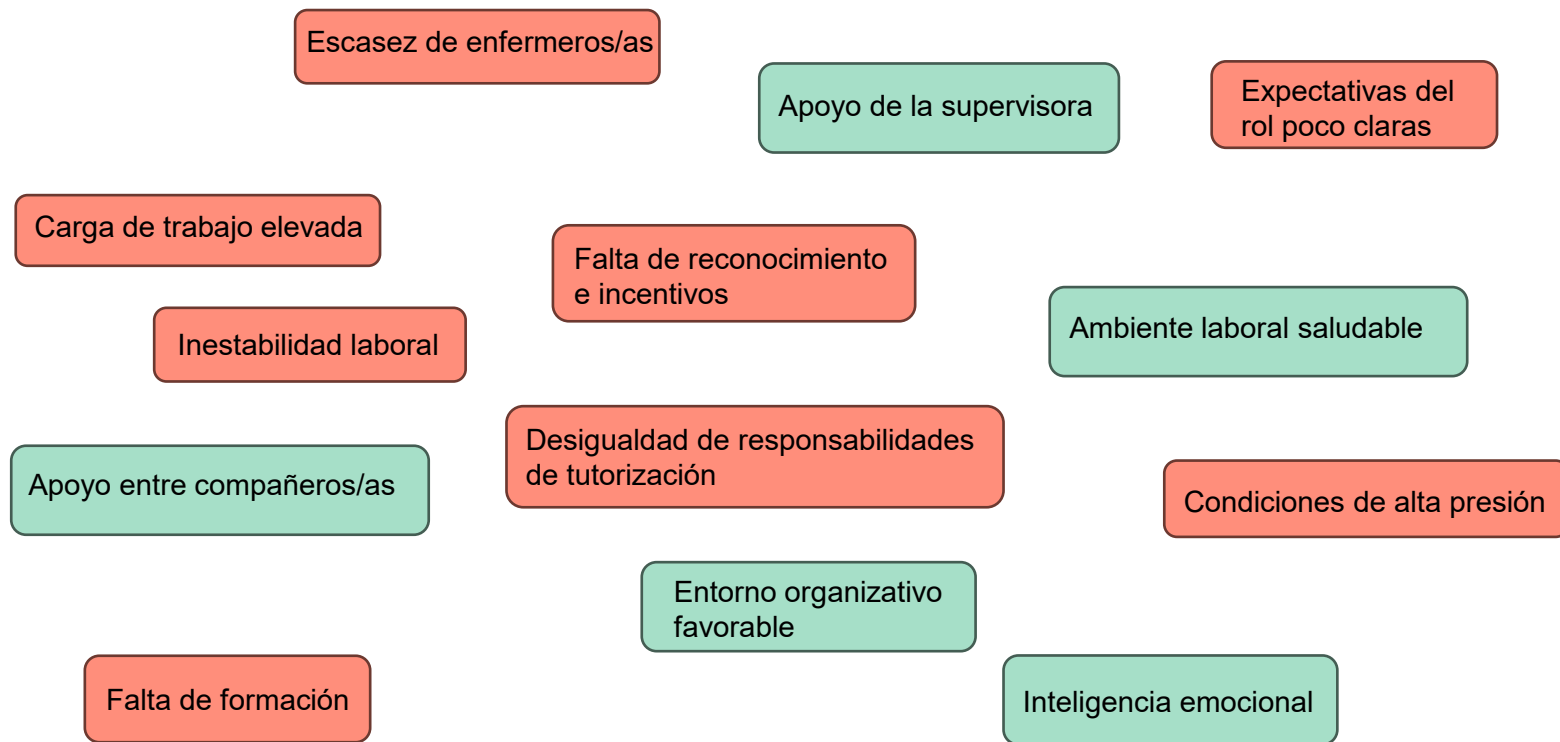 Escasez de enfermeros/as
Apoyo de la supervisora
Expectativas del
rol poco claras
Carga de trabajo elevada
Falta de reconocimiento
e incentivos
Inestabilidad laboral
Ambiente laboral saludable
Desigualdad de responsabilidades
de tutorización
Apoyo entre compañeros/as
Condiciones de alta presión
Entorno organizativo
favorable
Falta de formación
Inteligencia emocional